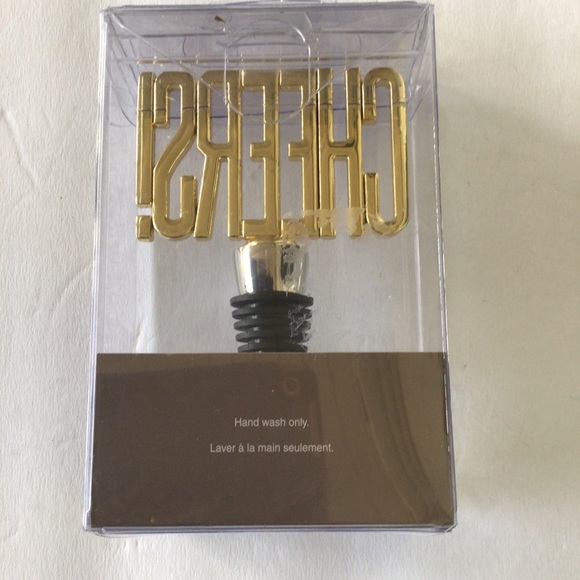 CHEERS!
Hand wash only.
Laver à la main seulement.